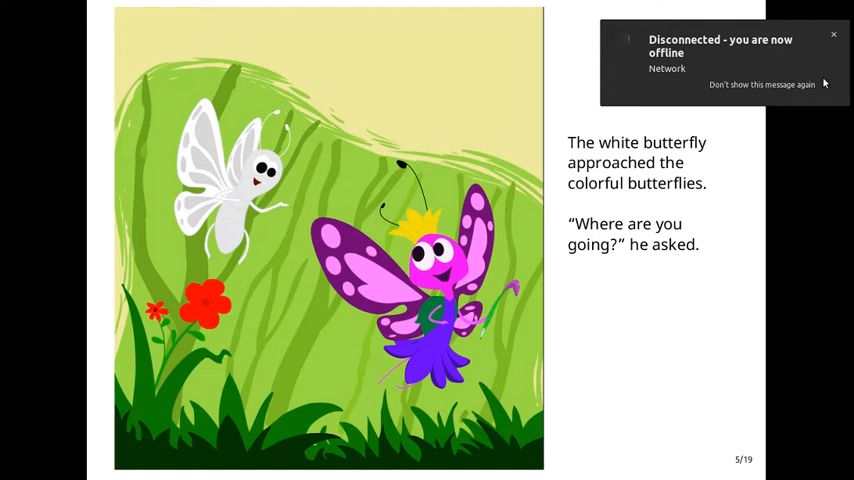 Disconnected - you are now
offline
Network
Don't show this message again
The white butterfly
approached the
colorful butterflies.
“Where are you
going?” he asked.
5/19